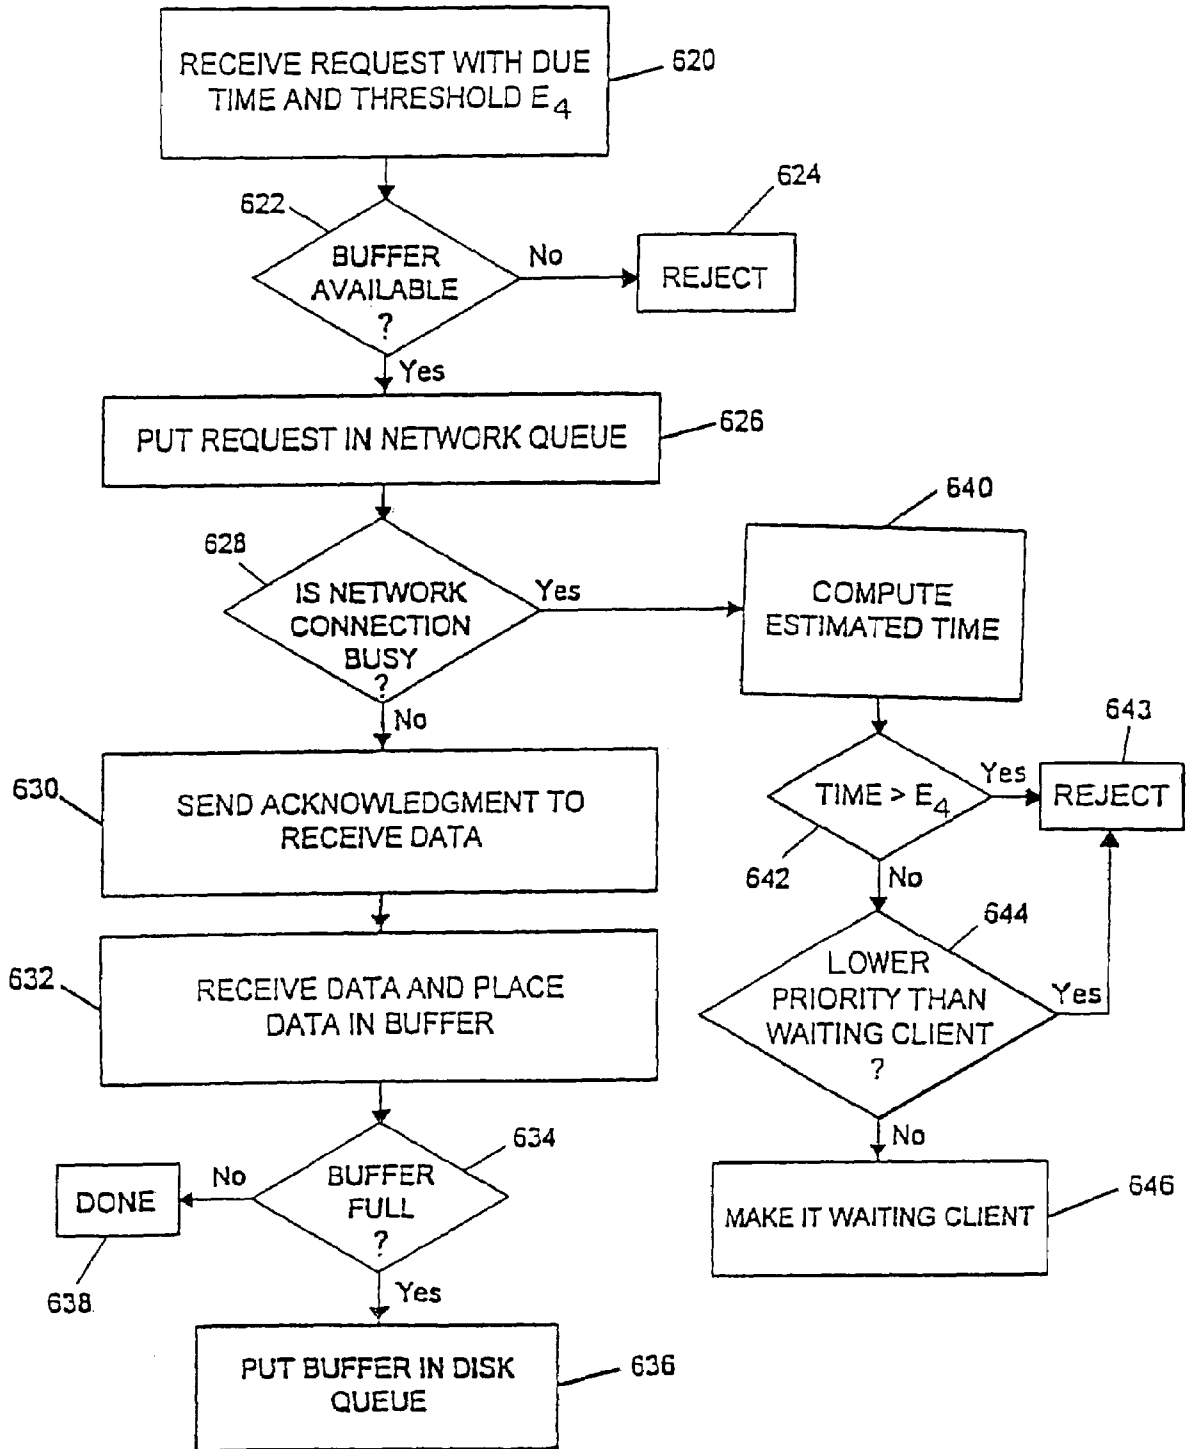 RECEIVE REQUEST WITH DUE
TIME AND THRESHOLD E4
620
622
BUFFER
AVAILABLE
?
No
624
REJECT
Yes
PUT REQUEST IN NETWORK QUEUE
626
628
IS NETWORK
CONNECTION
BUSY
?
Yes
640
COMPUTE
ESTIMATED TIME
No
630
SEND ACKNOWLEDGMENT TO
RECEIVE DATA
TIME > E4
642
Yes
643
REJECT
No
632
RECEIVE DATA AND PLACE
DATA IN BUFFER
644
LOWER
PRIORITY THAN
WAITING CLIENT
?
Yes
No
634
BUFFER
FULL
?
No
DONE
638
Yes
646
MAKE IT WAITING CLIENT
PUT BUFFER IN DISK
QUEUE
636